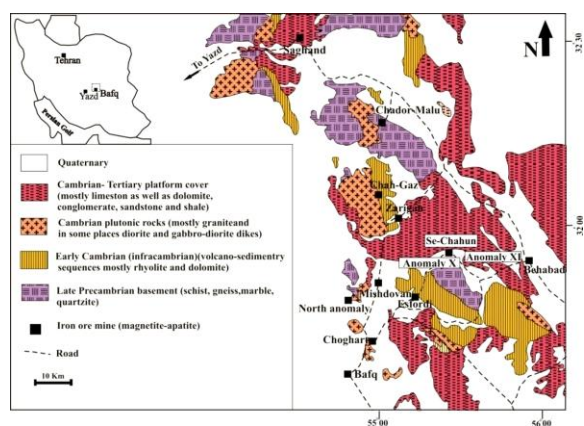 Tehran
Yazd
Bafq
Persian Gulf
To Yazd
Saghand
N
32 30
Chador-Malu
Chah-Gaz
Zarigan
32 00
Se-Chahun
Anomaly X
Anomaly XI
Behabad
Mishdovan
Esfordi
North anomaly
Choghart
Bafq
55 00
56 00
Quaternary
Cambrian- Tertiary platform cover
(mostly limeston as well as dolomite,
conglomerate, sandstone and shale)
Cambrian plutonic rocks (mostly graniteand
in some places diorite and gabbro-diorite dikes)
Early Cambrian (infracambrian)(volcano-sedimentry
sequences mostly rhyolite and dolomite)
Late Precambrian basement (schist, gneiss,marble,
quartzite)
Iron ore mine (magnetite-apatite)
Road
10 Km